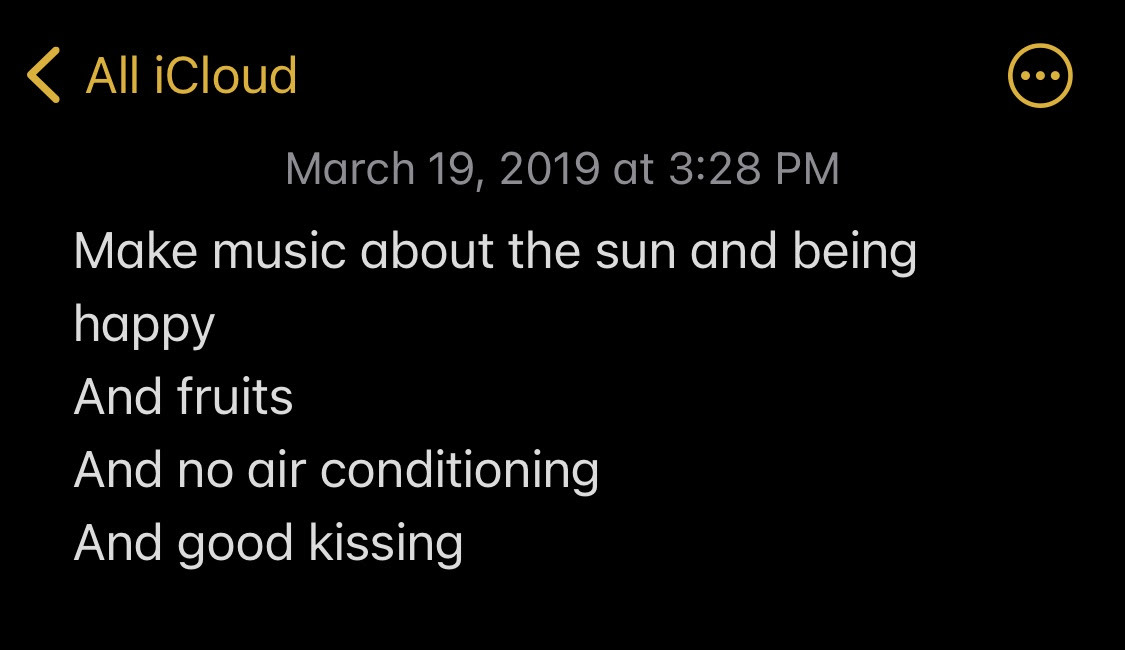 All iCloud
March 19, 2019 at 3:28 PM
Make music about the sun and being
happy
And fruits
And no air conditioning
And good kissing